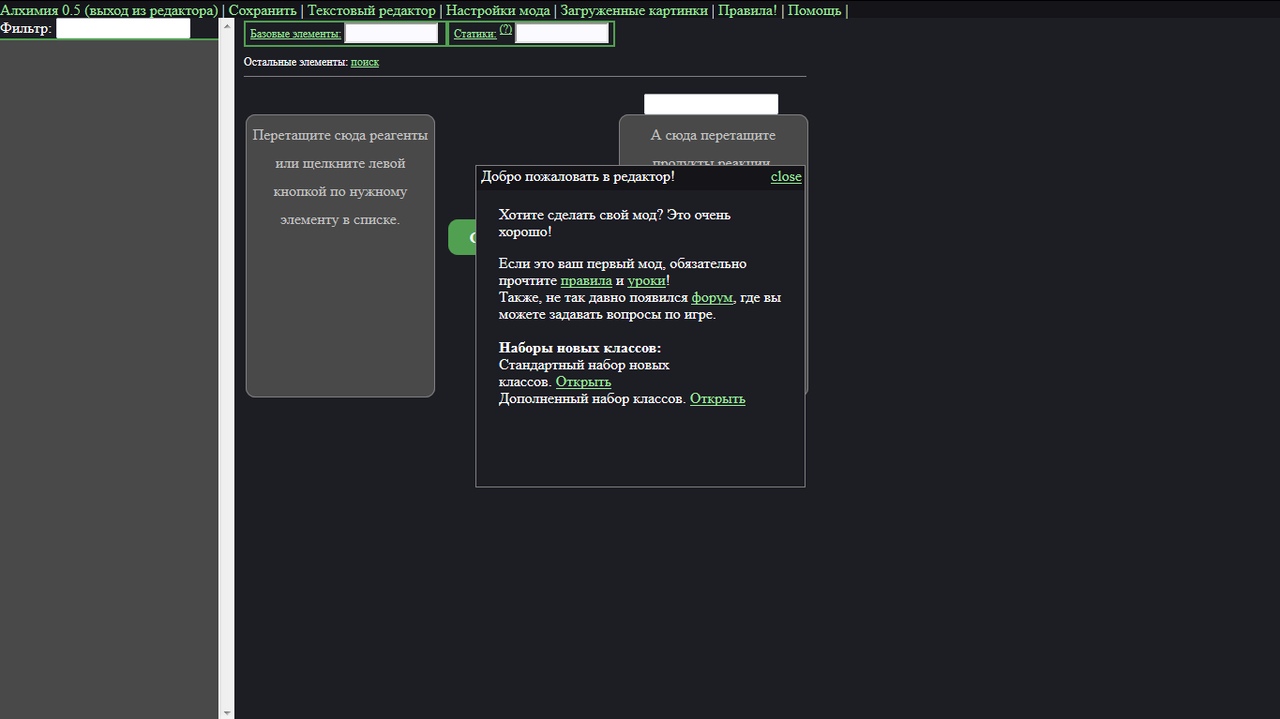 Алхимия 0.5 (выход из редактора) | Сохранить | Текстовый редактор | Настройки мода | Загруженные картинки | Правила! | Помощь |
Фильтр:
Базовые элементы:
Статики: (?)
Остальные элементы: поиск
Перетащите сюда реагенты
или щелкните левой
кнопкой по нужному
элементу в списке.
А сюда перетащите
продукты реакции
Добро пожаловать в редактор! close
Хотите сделать свой мод? Это очень
хорошо!
Если это ваш первый мод, обязательно
прочтите правила и уроки!
Также, не так давно появился форум, где вы
можете задавать вопросы по игре.
Наборы новых классов:
Стандартный набор новых
классов. Открыть
Дополненный набор классов. Открыть